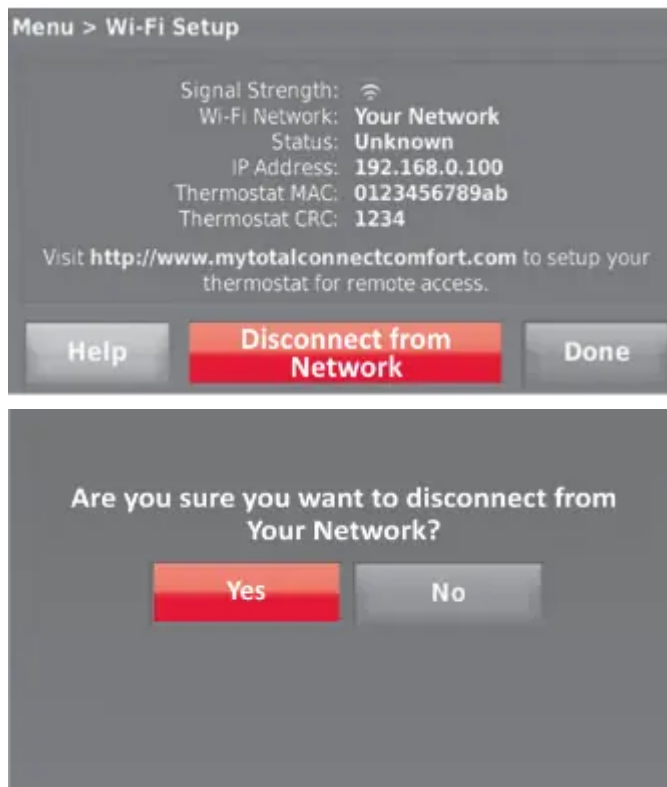 Menu > Wi-Fi Setup
Signal Strength:
Wi-Fi Network: Your Network
Status: Unknown
IP Address: 192.168.0.100
Thermostat MAC: 0123456789ab
Thermostat CRC: 1234
Visit http://www.mytotalconnectcomfort.com to setup your
thermostat for remote access.
Help
Disconnect from
Network
Done
Are you sure you want to disconnect from
Your Network?
Yes
No